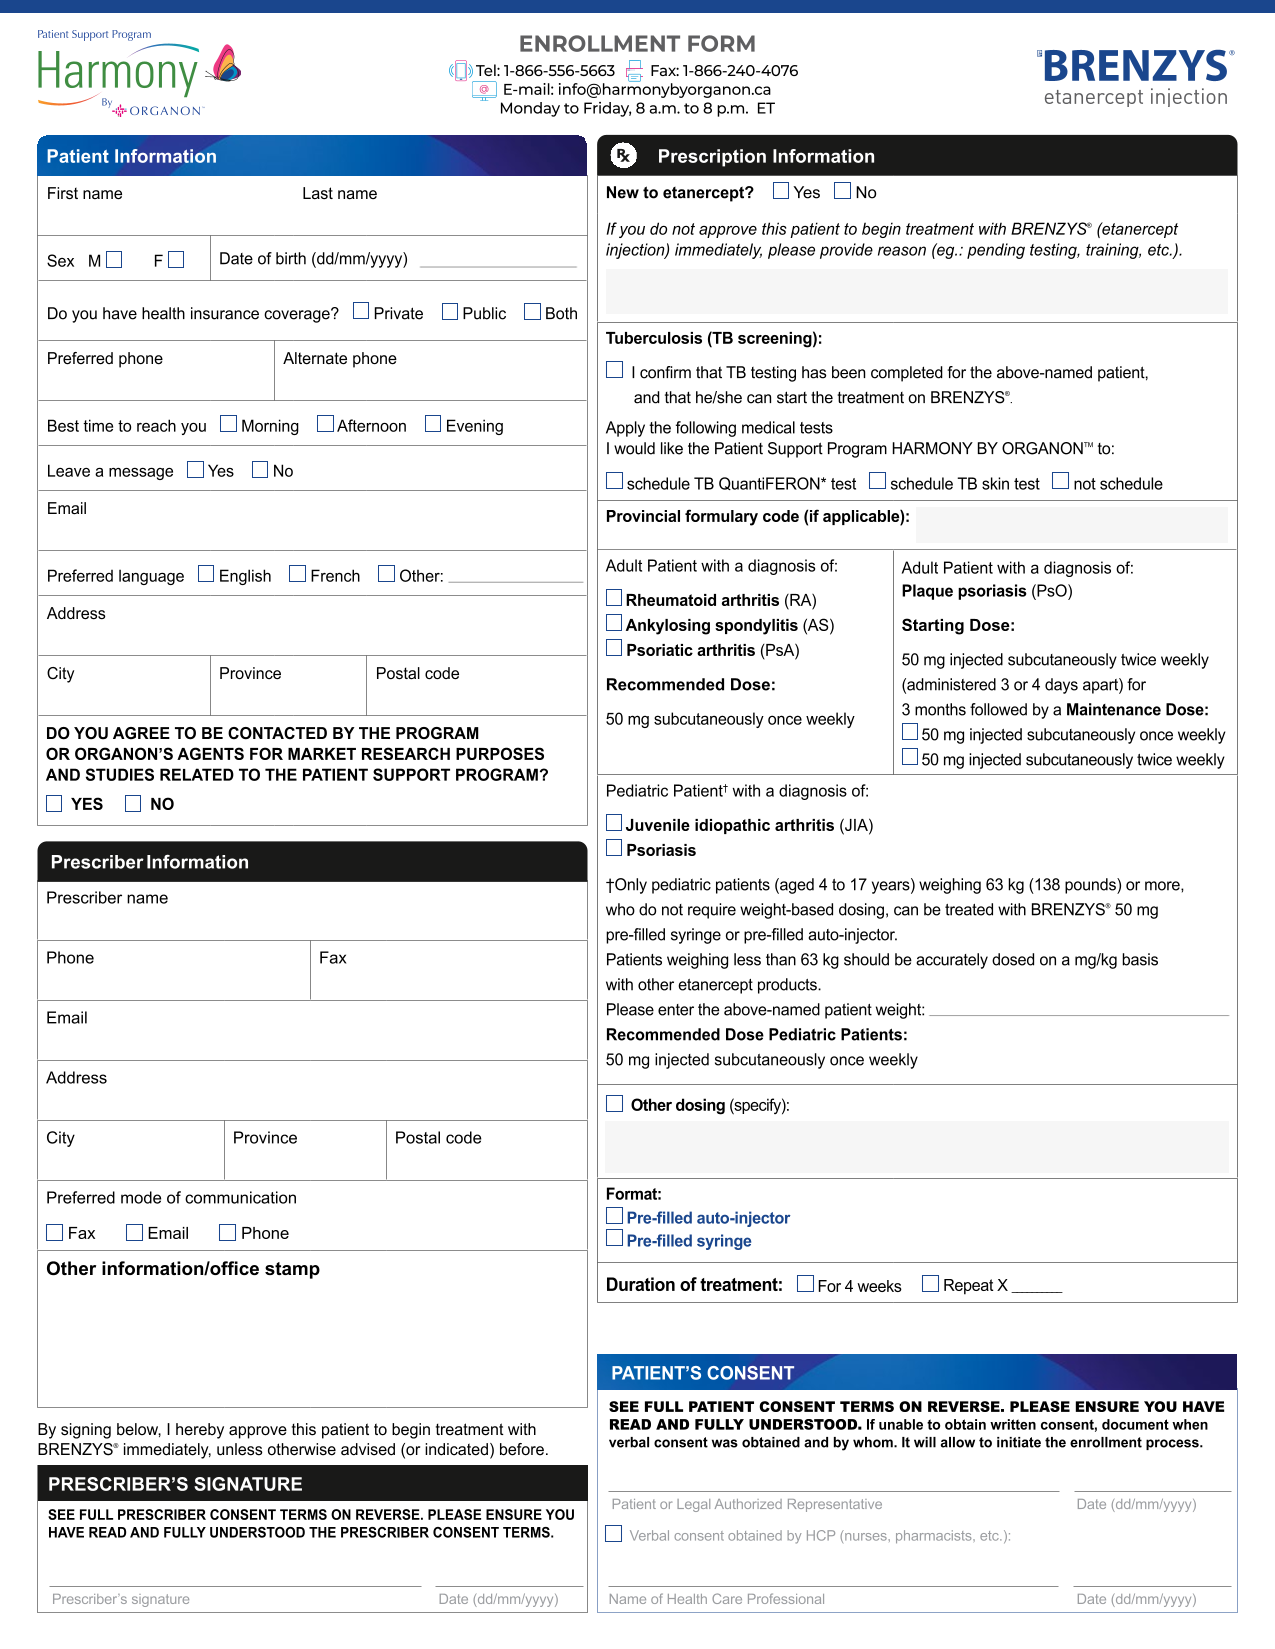 Patient Support Program
Harmony
By ORGANON™
ENROLLMENT FORM
Tel: 1-866-556-5663 Fax: 1-866-240-4076
E-mail: info@harmonybyorganon.ca
Monday to Friday, 8 a.m. to 8 p.m. ET
BRENZYS®
etanercept injection
Patient Information
First name Last name
Sex M F Date of birth (dd/mm/yyyy)
Do you have health insurance coverage? Private Public Both
Preferred phone Alternate phone
Best time to reach you Morning Afternoon Evening
Leave a message Yes No
Email
Preferred language English French Other:
Address
City Province Postal code
DO YOU AGREE TO BE CONTACTED BY THE PROGRAM
OR ORGANON’S AGENTS FOR MARKET RESEARCH PURPOSES
AND STUDIES RELATED TO THE PATIENT SUPPORT PROGRAM?
YES NO
Prescriber Information
Prescriber name
Phone Fax
Email
Address
City Province Postal code
Preferred mode of communication
Fax Email Phone
Other information/office stamp
By signing below, I hereby approve this patient to begin treatment with
BRENZYS® immediately, unless otherwise advised (or indicated) before.
PRESCRIBER’S SIGNATURE
SEE FULL PRESCRIBER CONSENT TERMS ON REVERSE. PLEASE ENSURE YOU
HAVE READ AND FULLY UNDERSTOOD THE PRESCRIBER CONSENT TERMS.
Prescriber’s signature Date (dd/mm/yyyy)
Rx Prescription Information
New to etanercept? Yes No
If you do not approve this patient to begin treatment with BRENZYS® (etanercept
injection) immediately, please provide reason (eg.: pending testing, training, etc.).
Tuberculosis (TB screening):
I confirm that TB testing has been completed for the above-named patient,
and that he/she can start the treatment on BRENZYS®.
Apply the following medical tests
I would like the Patient Support Program HARMONY BY ORGANON™ to:
schedule TB QuantiFERON* test schedule TB skin test not schedule
Provincial formulary code (if applicable):
Adult Patient with a diagnosis of:
Rheumatoid arthritis (RA)
Ankylosing spondylitis (AS)
Psoriatic arthritis (PsA)
Recommended Dose:
50 mg subcutaneously once weekly
Adult Patient with a diagnosis of:
Plaque psoriasis (PsO)
Starting Dose:
50 mg injected subcutaneously twice weekly
(administered 3 or 4 days apart) for
3 months followed by a Maintenance Dose:
50 mg injected subcutaneously once weekly
50 mg injected subcutaneously twice weekly
Pediatric Patient† with a diagnosis of:
Juvenile idiopathic arthritis (JIA)
Psoriasis
†Only pediatric patients (aged 4 to 17 years) weighing 63 kg (138 pounds) or more,
who do not require weight-based dosing, can be treated with BRENZYS® 50 mg
pre-filled syringe or pre-filled auto-injector.
Patients weighing less than 63 kg should be accurately dosed on a mg/kg basis
with other etanercept products.
Please enter the above-named patient weight:
Recommended Dose Pediatric Patients:
50 mg injected subcutaneously once weekly
Other dosing (specify):
Format:
Pre-filled auto-injector
Pre-filled syringe
Duration of treatment: For 4 weeks Repeat X ______
PATIENT’S CONSENT
SEE FULL PATIENT CONSENT TERMS ON REVERSE. PLEASE ENSURE YOU HAVE
READ AND FULLY UNDERSTOOD. If unable to obtain written consent, document when
verbal consent was obtained and by whom. It will allow to initiate the enrollment process.
Patient or Legal Authorized Representative Date (dd/mm/yyyy)
Verbal consent obtained by HCP (nurses, pharmacists, etc.):
Name of Health Care Professional Date (dd/mm/yyyy)